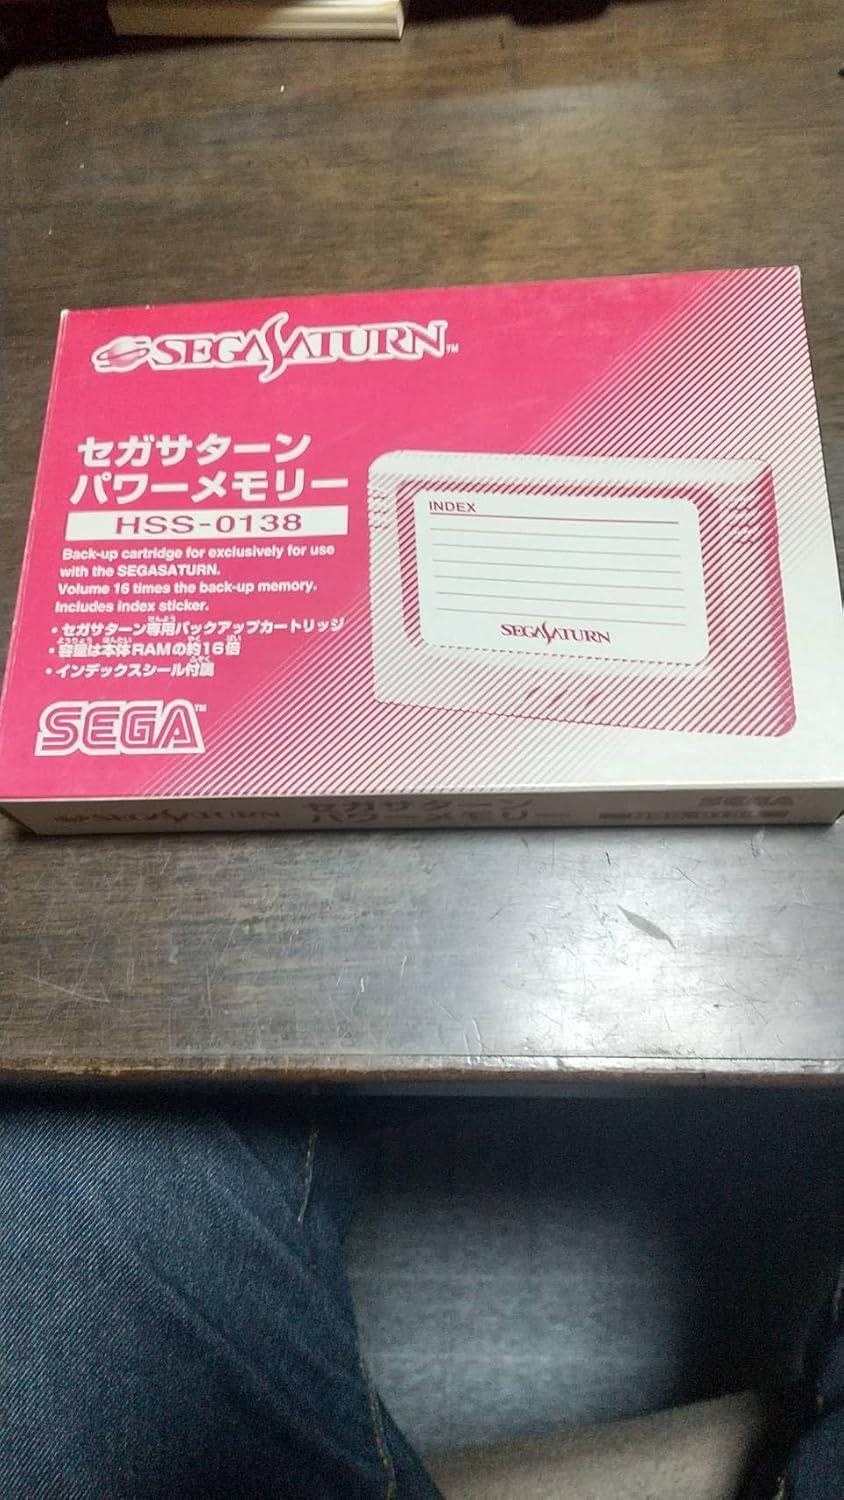 SEGASATURN™
セガサターン
パワーメモリー
HSS-0138
Back-up cartridge for exclusively for use
with the SEGASATURN.
Volume 16 times the back-up memory.
Includes index sticker.
・セガサターン専用バックアップカートリッジ
・容量は本体RAMの約16倍
・インデックスシール付属
SEGA™
INDEX
SEGASATURN
SEGASATURN
セガサターン
パワーメモリー
SEGA